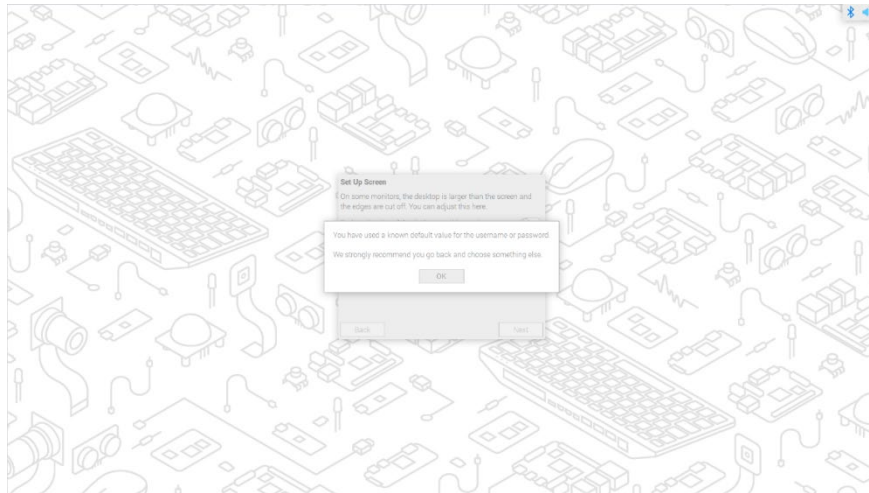 Set Up Screen
On some monitors, the desktop is larger than the screen and
the edges are cut off. You can adjust this here.
You have used a known default value for the username or password
We strongly recommend you go back and choose something else.
OK
Back
Next